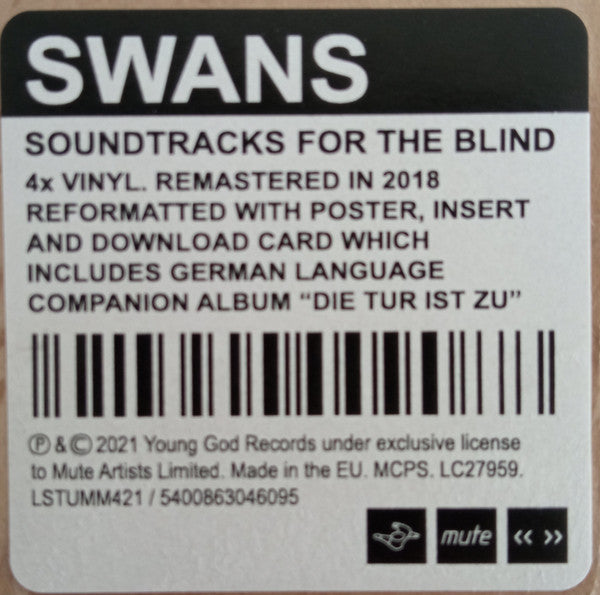 SWANS
SOUNDTRACKS FOR THE BLIND
4x VINYL. REMASTERED IN 2018
REFORMATTED WITH POSTER, INSERT
AND DOWNLOAD CARD WHICH
INCLUDES GERMAN LANGUAGE
COMPANION ALBUM “DIE TUR IST ZU”
℗ & © 2021 Young God Records under exclusive license
to Mute Artists Limited. Made in the EU. MCPS. LC27959.
LSTUMM421 / 5400863046095
mute << >>